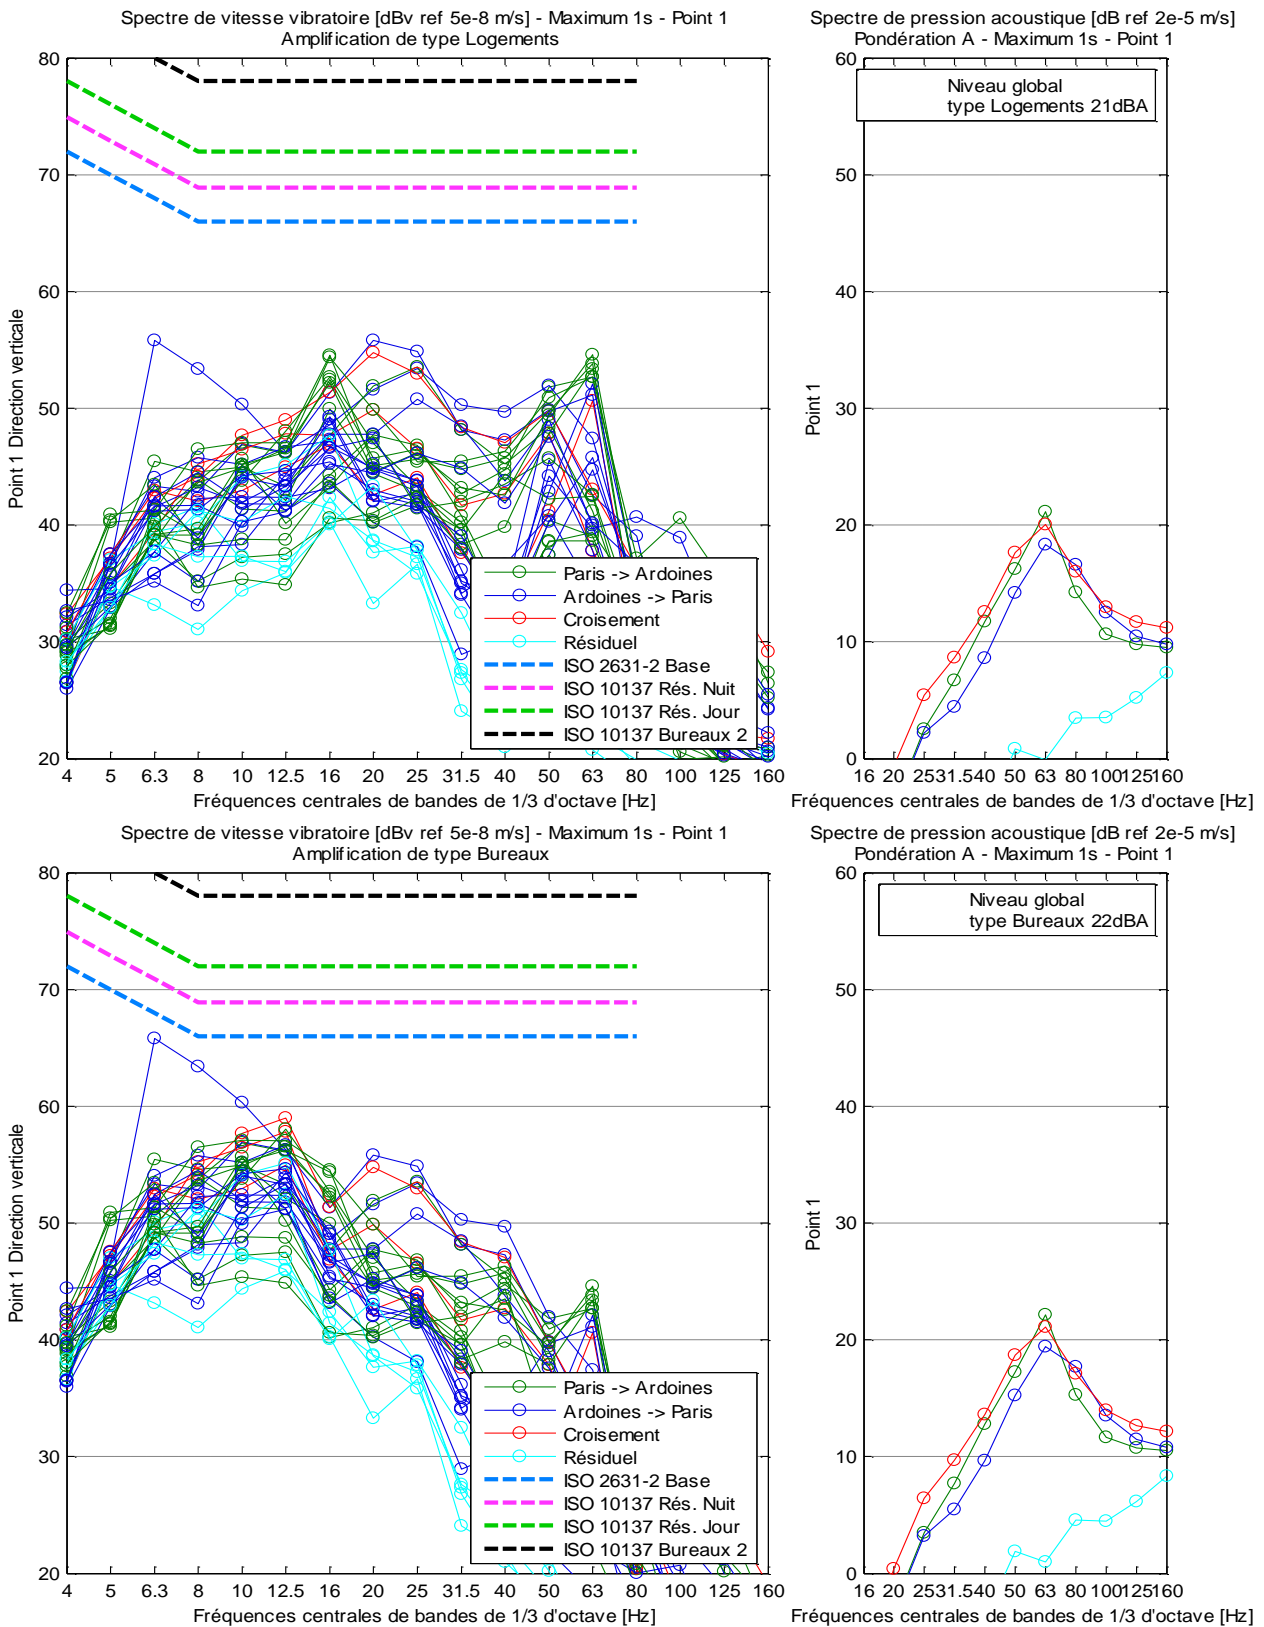 Spectre de vitesse vibratoire [dBv ref 5e-8 m/s] - Maximum 1s - Point 1
Amplification de type Logements
80
70
60
50
40
30
20
Point 1 Direction verticale
4 5 6.3 8 10 12.5 16 20 25 31.5 40 50 63 80 100 125 160
Fréquences centrales de bandes de 1/3 d'octave [Hz]
Paris -> Ardoines
Ardoines -> Paris
Croisement
Résiduel
ISO 2631-2 Base
ISO 10137 Rés. Nuit
ISO 10137 Rés. Jour
ISO 10137 Bureaux 2
Spectre de pression acoustique [dB ref 2e-5 m/s]
Pondération A - Maximum 1s - Point 1
Niveau global
type Logements 21dBA
60
50
40
30
20
10
0
Point 1
16 20 25 31.5 40 50 63 80 100 125 160
Fréquences centrales de bandes de 1/3 d'octave [Hz]
Spectre de vitesse vibratoire [dBv ref 5e-8 m/s] - Maximum 1s - Point 1
Amplification de type Bureaux
80
70
60
50
40
30
20
Point 1 Direction verticale
4 5 6.3 8 10 12.5 16 20 25 31.5 40 50 63 80 100 125 160
Fréquences centrales de bandes de 1/3 d'octave [Hz]
Paris -> Ardoines
Ardoines -> Paris
Croisement
Résiduel
ISO 2631-2 Base
ISO 10137 Rés. Nuit
ISO 10137 Rés. Jour
ISO 10137 Bureaux 2
Spectre de pression acoustique [dB ref 2e-5 m/s]
Pondération A - Maximum 1s - Point 1
Niveau global
type Bureaux 22dBA
60
50
40
30
20
10
0
Point 1
16 20 25 31.5 40 50 63 80 100 125 160
Fréquences centrales de bandes de 1/3 d'octave [Hz]